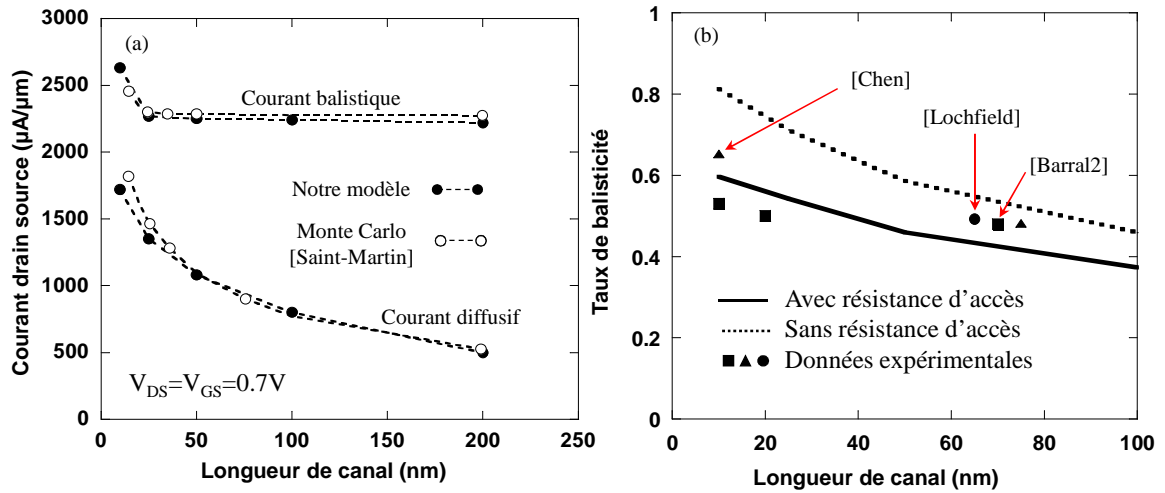 (a)
3000
2500
2000
1500
1000
500
0
Courant drain source (µA/µm)
Courant balistique
Notre modèle
Monte Carlo
[Saint-Martin]
Courant diffusif
V_DS=V_GS=0.7V
0 50 100 150 200 250
Longueur de canal (nm)
(b)
1
0.8
0.6
0.4
0.2
0
Taux de balisticité
[Chen]
[Lochfield]
[Barral2]
Avec résistance d'accès
Sans résistance d'accès
Données expérimentales
0 20 40 60 80 100
Longueur de canal (nm)